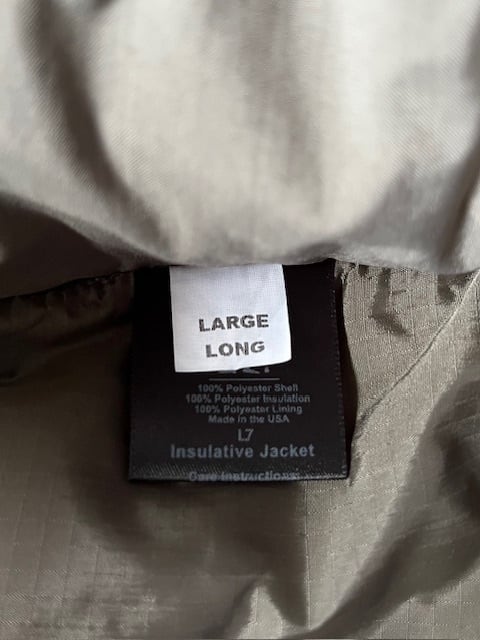 LARGE
LONG
100% Polyester Shell
100% Polyester Insulation
100% Polyester Lining
Made in the USA
L7
Insulative Jacket
Care Instructions: